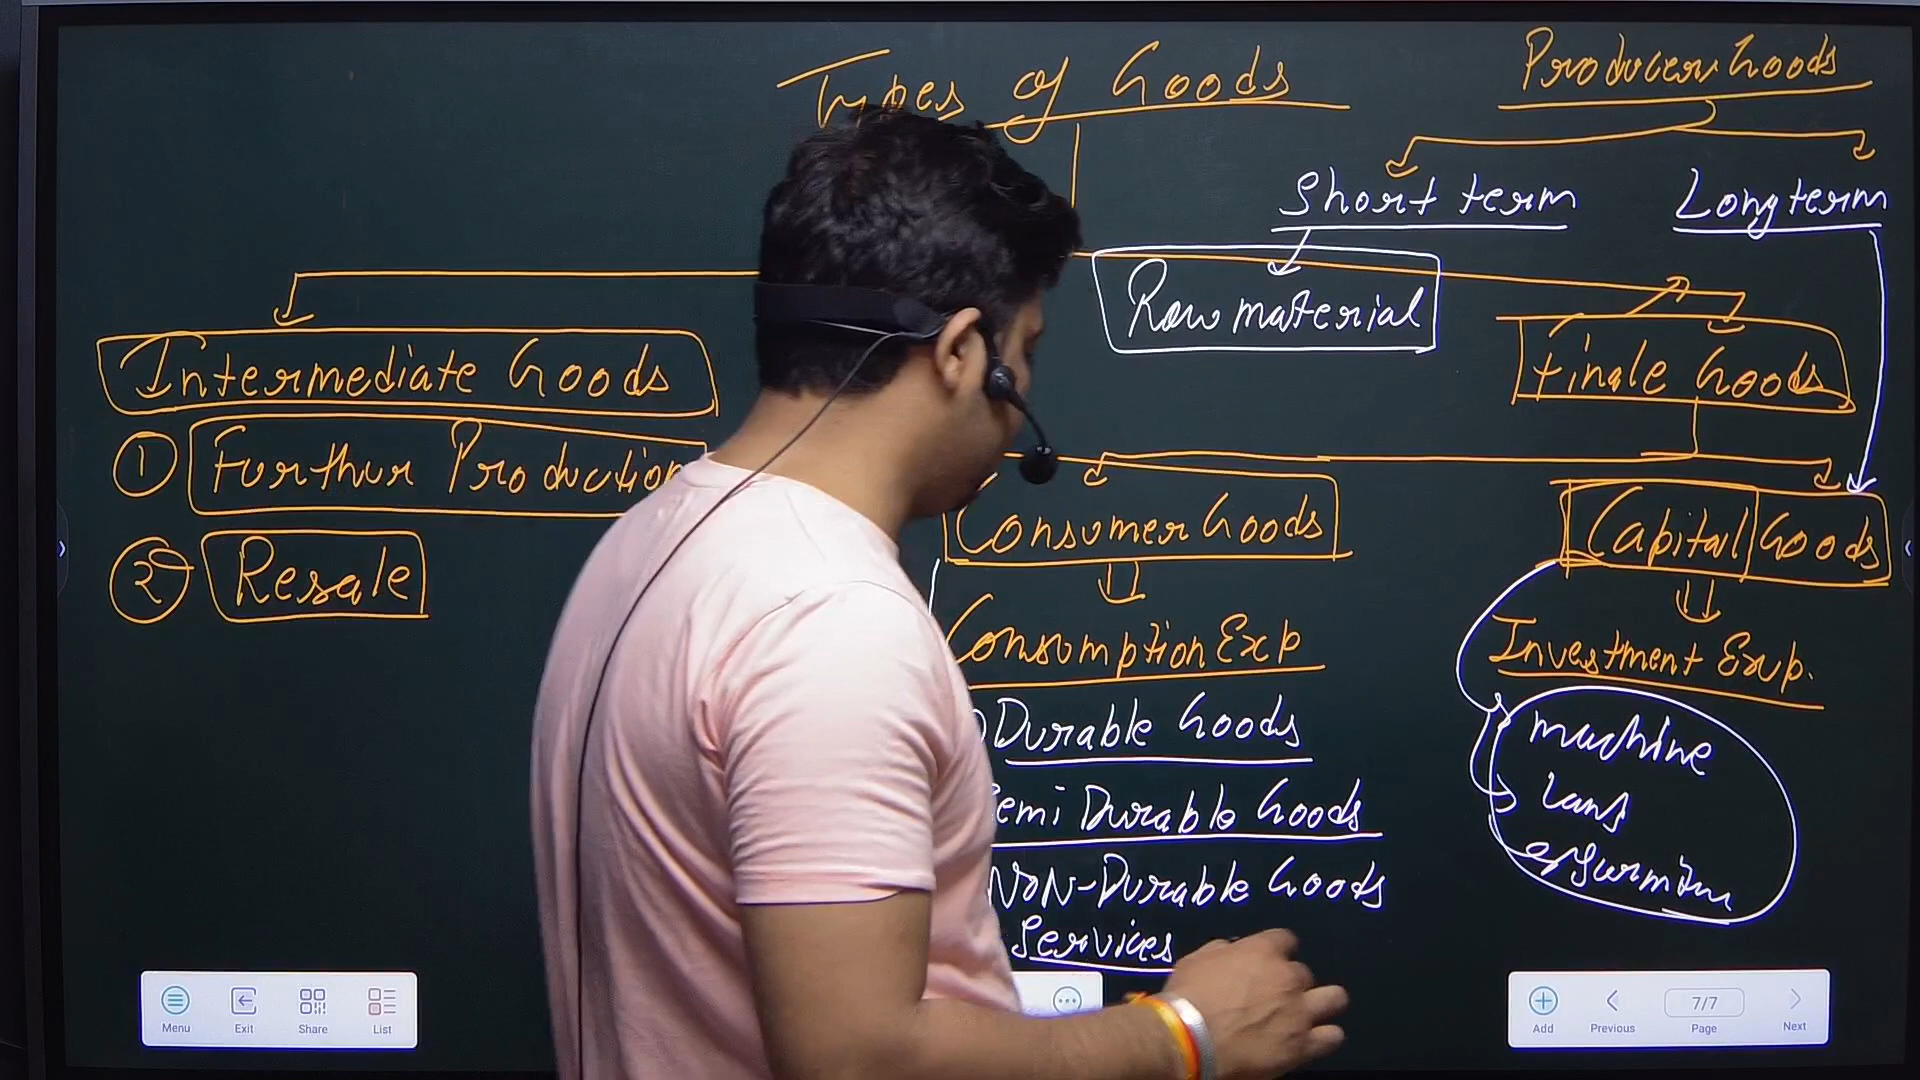 Types of Goods
Producer Goods
Short term
Long term
Raw material
Intermediate Goods
Finale Goods
① Furthur Production
② Resale
Consumer Goods
Capital Goods
Consumption Exp
Investment Exp.
Durable Goods
emi Durable Goods
NON-Durable Goods
Services
machine
Menu
Exit
Share
List
Add
Previous
7/7
Page
Next